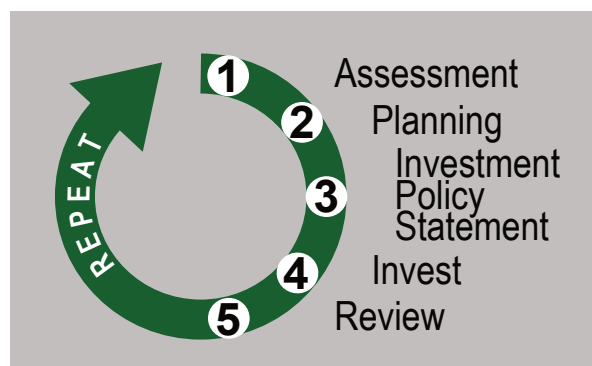 1 Assessment
2 Planning
3 Investment
Policy
Statement
4 Invest
5 Review
REPEAT